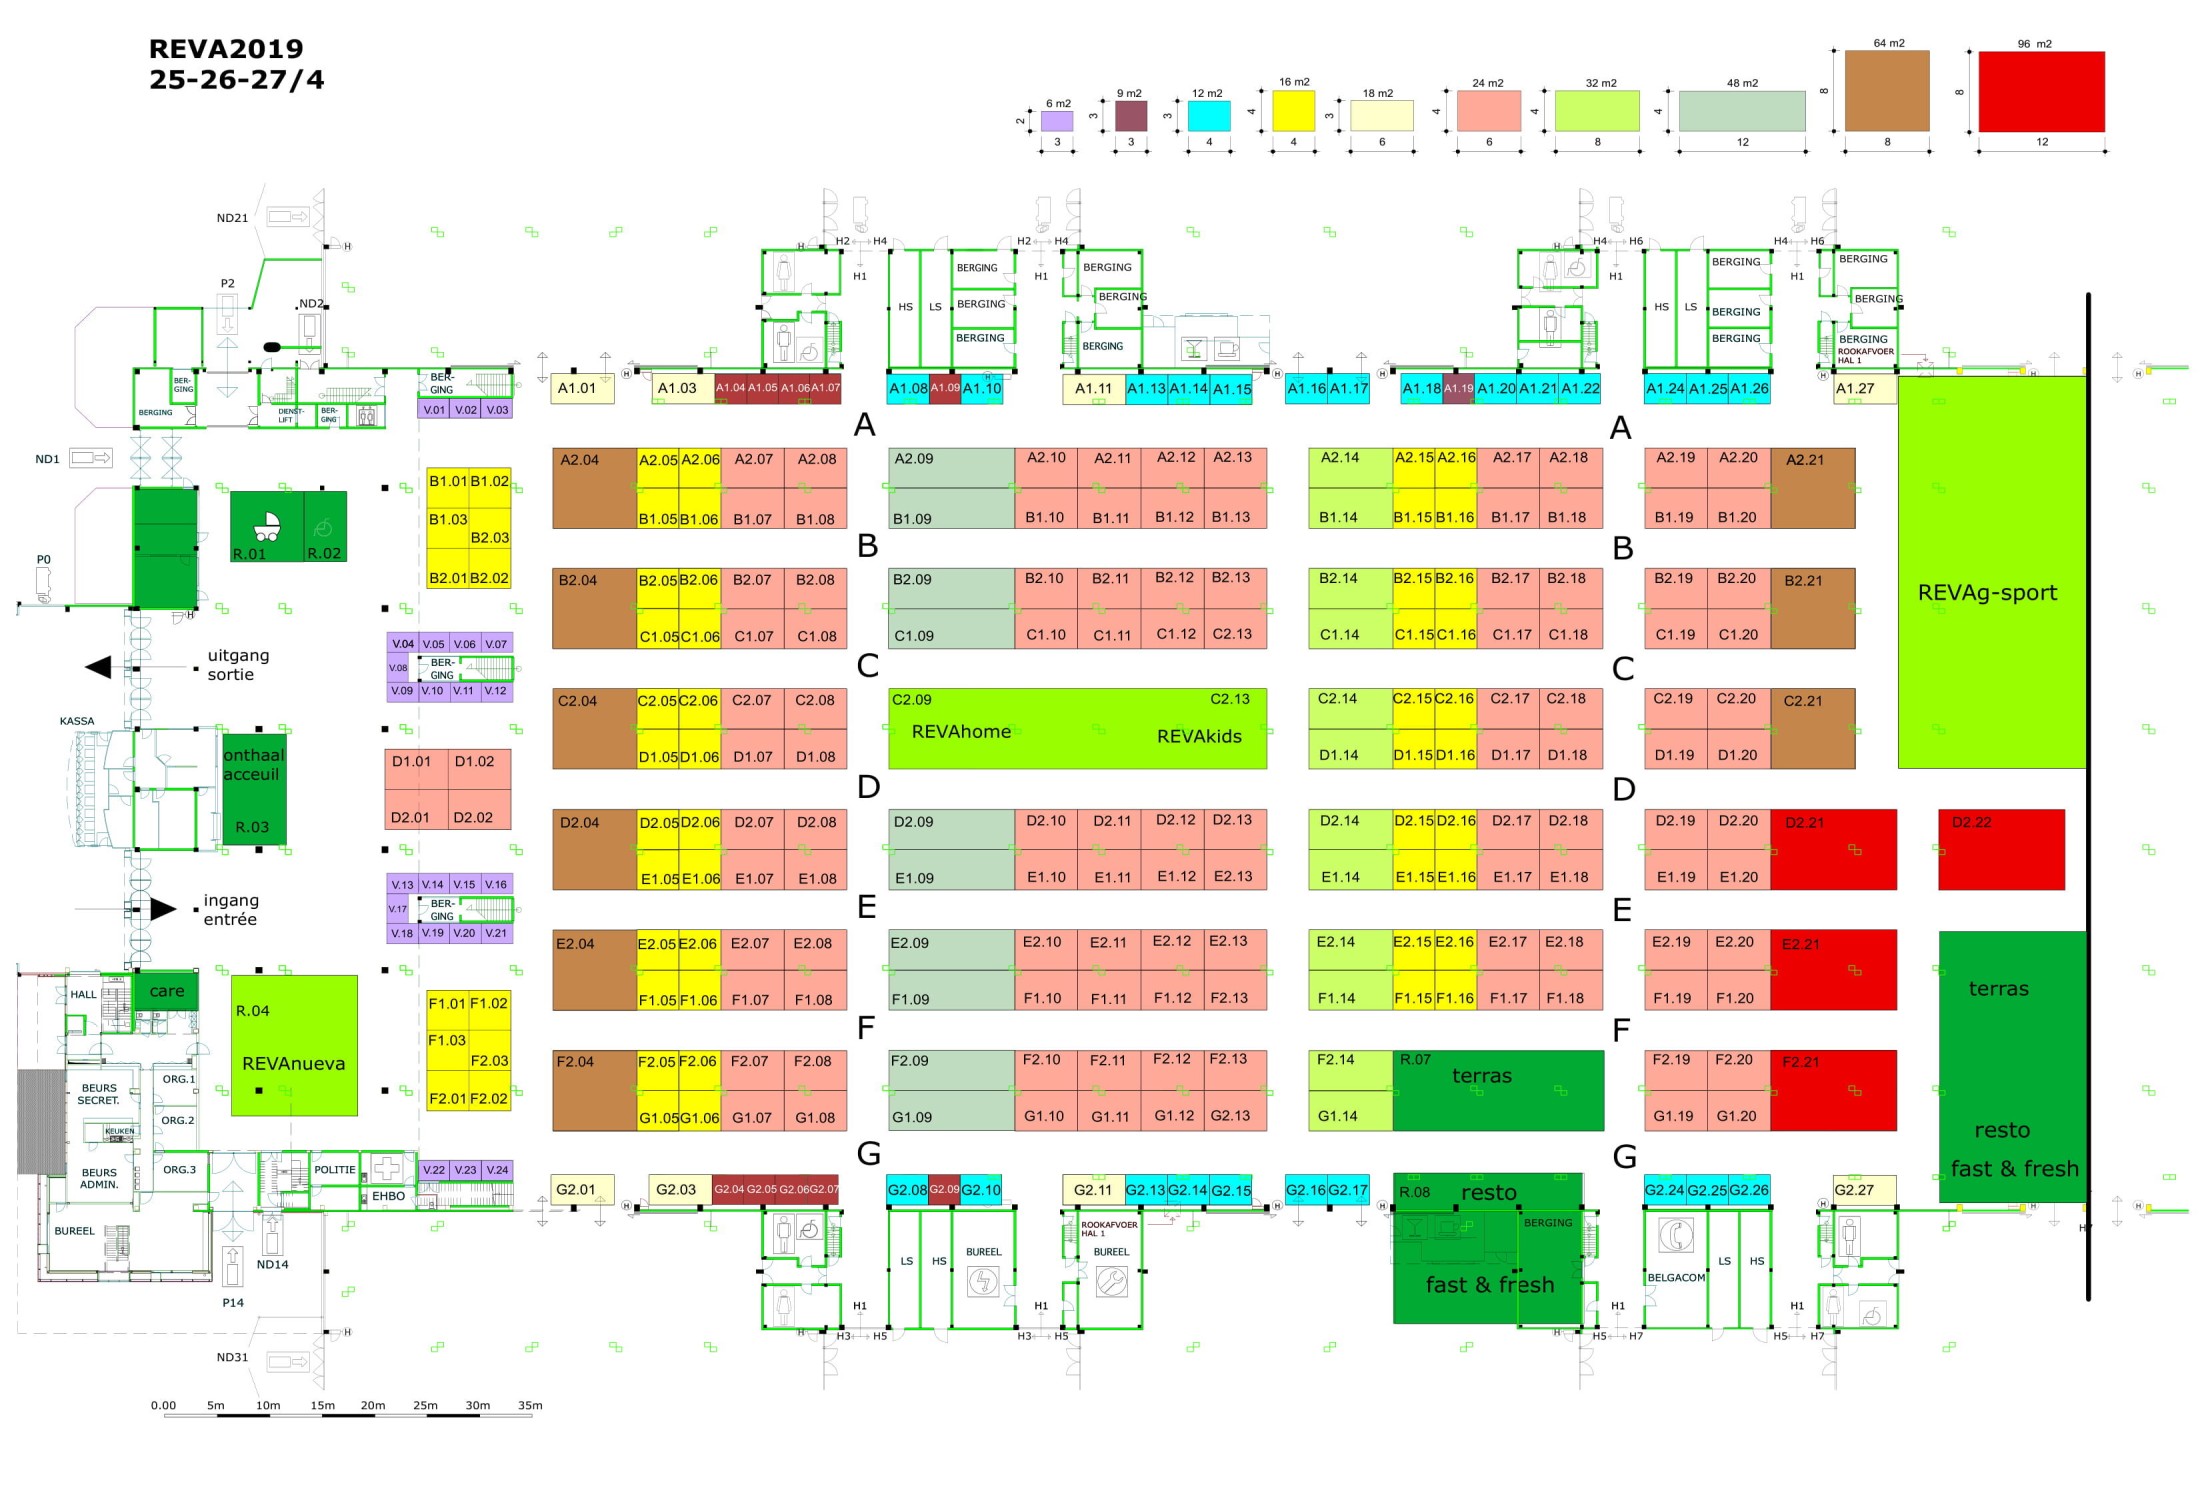 REVA2019
25-26-27/4
6 m2
9 m2
12 m2
16 m2
18 m2
24 m2
32 m2
48 m2
64 m2
96 m2
2
3
3
4
3
4
4
4
8
8
3
3
4
4
6
6
8
12
8
12
ND21
P2
ND2
H
H H2 H4 H2 H4 H H4 H6 H4 H6
H1 H1 H1 H1
HS LS BERGING BERGING BERGING
BERGING BERGING BERGING
HS LS BERGING BERGING BERGING
BERGING BERGING BERGING
ROOKAFVOER
HAL 1
BER-
GING
BERGING
DIENST-
LIFT
BER-
GING
BER-
GING
V.01 V.02 V.03
A1.01 A1.03 A1.04 A1.05 A1.06 A1.07 A1.08 A1.09 A1.10 A1.11 A1.13 A1.14 A1.15 A1.16 A1.17 A1.18 A1.19 A1.20 A1.21 A1.22 A1.24 A1.25 A1.26 A1.27
A A
ND1
A2.04 A2.05 A2.06 A2.07 A2.08 A2.09 A2.10 A2.11 A2.12 A2.13 A2.14 A2.15 A2.16 A2.17 A2.18 A2.19 A2.20 A2.21
B1.01 B1.02
B1.03
B2.03
B2.01 B2.02
B1.05 B1.06 B1.07 B1.08 B1.09 B1.10 B1.11 B1.12 B1.13 B1.14 B1.15 B1.16 B1.17 B1.18 B1.19 B1.20
R.01 R.02
B B
P0
H
B2.04 B2.05 B2.06 B2.07 B2.08 B2.09 B2.10 B2.11 B2.12 B2.13 B2.14 B2.15 B2.16 B2.17 B2.18 B2.19 B2.20 B2.21
REVAg-sport
C1.05 C1.06 C1.07 C1.08 C1.09 C1.10 C1.11 C1.12 C2.13 C1.14 C1.15 C1.16 C1.17 C1.18 C1.19 C1.20
uitgang
sortie
V.04 V.05 V.06 V.07
V.08 BER-
GING
V.09 V.10 V.11 V.12
C C
KASSA
C2.04 C2.05 C2.06 C2.07 C2.08 C2.09 C2.13 C2.14 C2.15 C2.16 C2.17 C2.18 C2.19 C2.20 C2.21
REVAhome REVAkids
D1.05 D1.06 D1.07 D1.08 D1.14 D1.15 D1.16 D1.17 D1.18 D1.19 D1.20
onthaal
acceuil
R.03
D1.01 D1.02
D2.01 D2.02
D D
D2.04 D2.05 D2.06 D2.07 D2.08 D2.09 D2.10 D2.11 D2.12 D2.13 D2.14 D2.15 D2.16 D2.17 D2.18 D2.19 D2.20 D2.21 D2.22
E1.05 E1.06 E1.07 E1.08 E1.09 E1.10 E1.11 E1.12 E2.13 E1.14 E1.15 E1.16 E1.17 E1.18 E1.19 E1.20
ingang
entrée
V.13 V.14 V.15 V.16
V.17 BER-
GING
V.18 V.19 V.20 V.21
E E
E2.04 E2.05 E2.06 E2.07 E2.08 E2.09 E2.10 E2.11 E2.12 E2.13 E2.14 E2.15 E2.16 E2.17 E2.18 E2.19 E2.20 E2.21
F1.05 F1.06 F1.07 F1.08 F1.09 F1.10 F1.11 F1.12 F2.13 F1.14 F1.15 F1.16 F1.17 F1.18 F1.19 F1.20
HALL
care
R.04
REVAnueva
F1.01 F1.02
F1.03
F2.03
F2.01 F2.02
terras
F F
F2.04 F2.05 F2.06 F2.07 F2.08 F2.09 F2.10 F2.11 F2.12 F2.13 F2.14 R.07 F2.19 F2.20 F2.21
terras
G1.05 G1.06 G1.07 G1.08 G1.09 G1.10 G1.11 G1.12 G2.13 G1.14 G1.19 G1.20
resto
fast & fresh
BEURS
SECRET.
KEUKEN
BEURS
ADMIN.
ORG.1
ORG.2
ORG.3
POLITIE
EHBO
BUREEL
V.22 V.23 V.24
G G
G2.01 G2.03 G2.04 G2.05 G2.06 G2.07 G2.08 G2.09 G2.10 G2.11 G2.13 G2.14 G2.15 G2.16 G2.17 R.08 resto G2.24 G2.25 G2.26 G2.27
BERGING
fast & fresh
LS HS BUREEL
ROOKAFVOER
HAL 1
BUREEL
BELGACOM LS HS
ND14
P14
H1 H1 H1 H1
H H3 H5 H3 H5 H H5 H7 H5 H7
ND31
H
0.00 5m 10m 15m 20m 25m 30m 35m